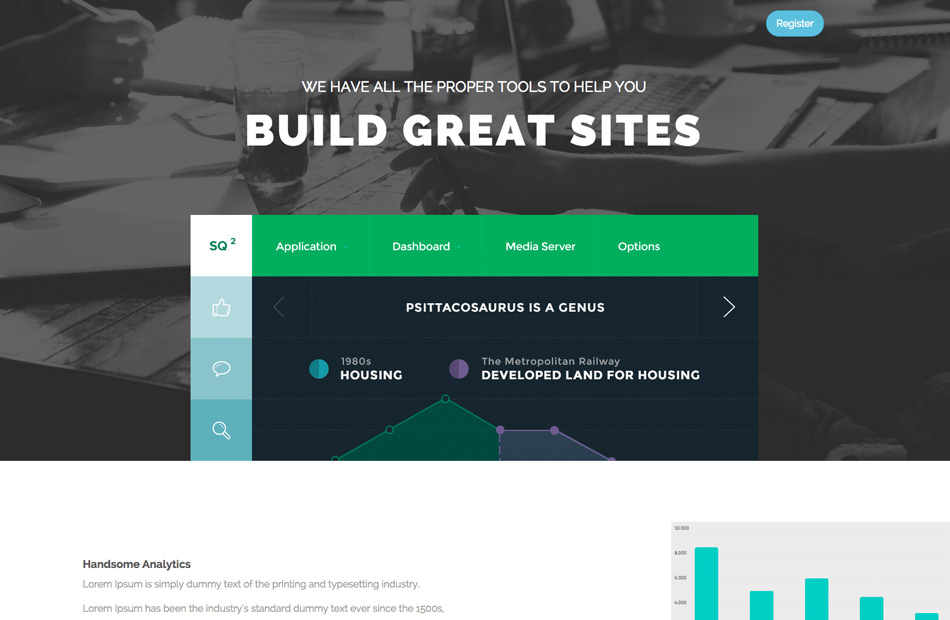 Register
WE HAVE ALL THE PROPER TOOLS TO HELP YOU
BUILD GREAT SITES
SQ 2
Application
Dashboard
Media Server
Options
PSITTACOSAURUS IS A GENUS
1980s
HOUSING
The Metropolitan Railway
DEVELOPED LAND FOR HOUSING
Handsome Analytics
Lorem Ipsum is simply dummy text of the printing and typesetting industry.
Lorem Ipsum has been the industry's standard dummy text ever since the 1500s,
10.000
8.000
6.000
4.000